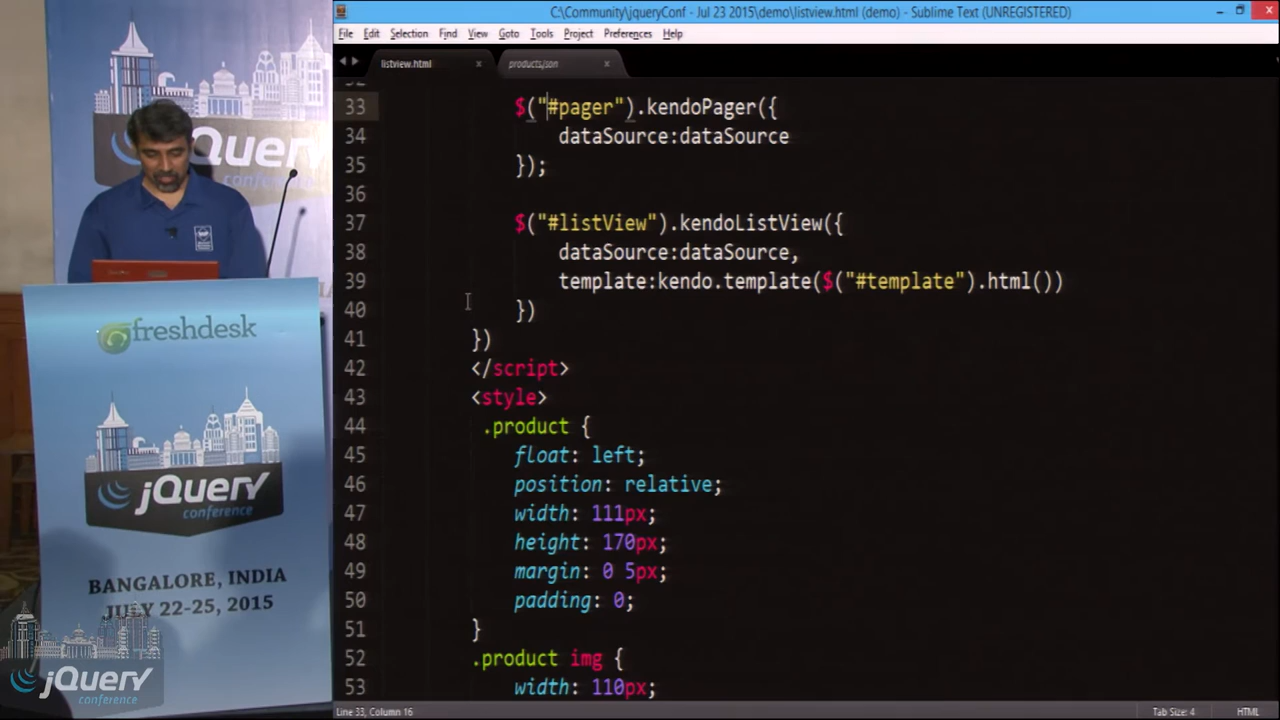 C:\Community\jqueryConf - Jul 23 2015\demo\listview.html (demo) - Sublime Text (UNREGISTERED)
File Edit Selection Find View Goto Tools Project Preferences Help
listview.html
products.json
33 $("#pager").kendoPager({
34 dataSource:dataSource
35 });
36
37 $("#listView").kendoListView({
38 dataSource:dataSource,
39 template:kendo.template($("#template").html())
40 })
41 })
42 </script>
43 <style>
44 .product {
45 float: left;
46 position: relative;
47 width: 111px;
48 height: 170px;
49 margin: 0 5px;
50 padding: 0;
51 }
52 .product img {
53 width: 110px;
Line 33, Column 16
Tab Size: 4
HTML
Query
conference
freshdesk
jQuery
conference
BANGALORE, INDIA
JULY 22-25, 2015
jQuery
conference